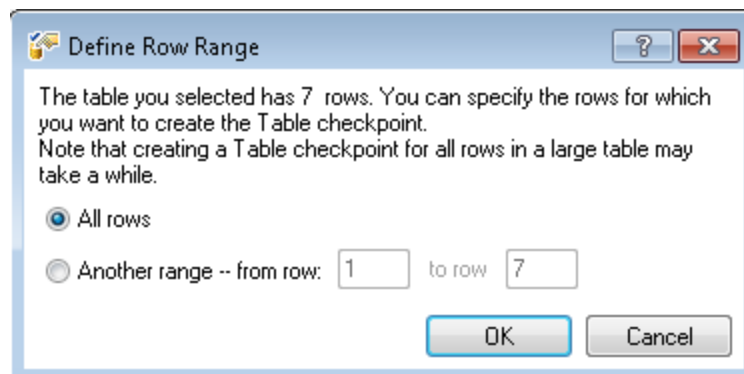 Define Row Range
?
The table you selected has 7 rows. You can specify the rows for which
you want to create the Table checkpoint.
Note that creating a Table checkpoint for all rows in a large table may
take a while.
All rows
Another range -- from row: 1 to row 7
OK Cancel